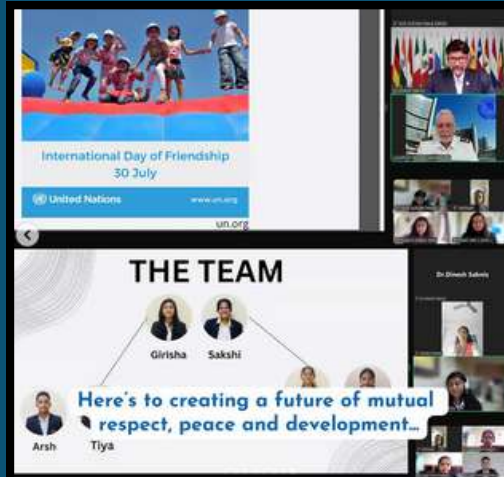 International Day of Friendship
30 July
United Nations
www.un.org
un.org
THE TEAM
Girisha Sakshi
Here's to creating a future of mutual
respect, peace and development...
Arsh Tiya
Dr.Dinesh Sabnis